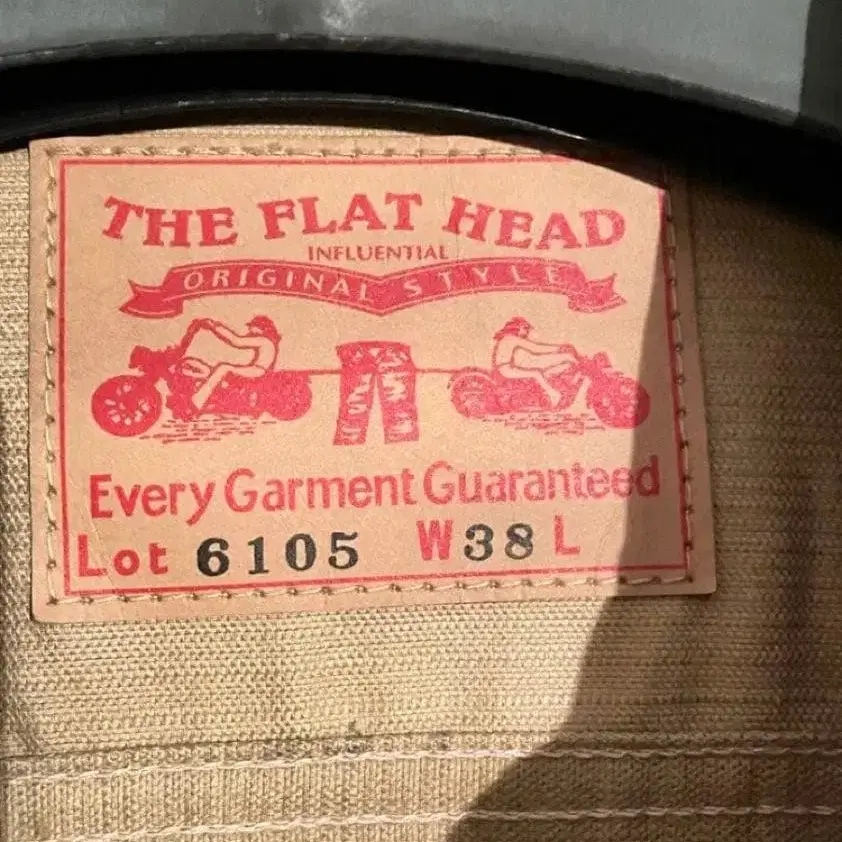 THE FLAT HEAD
INFLUENTIAL
ORIGINAL STYLE
Every Garment Guaranteed
Lot 6105 W38 L